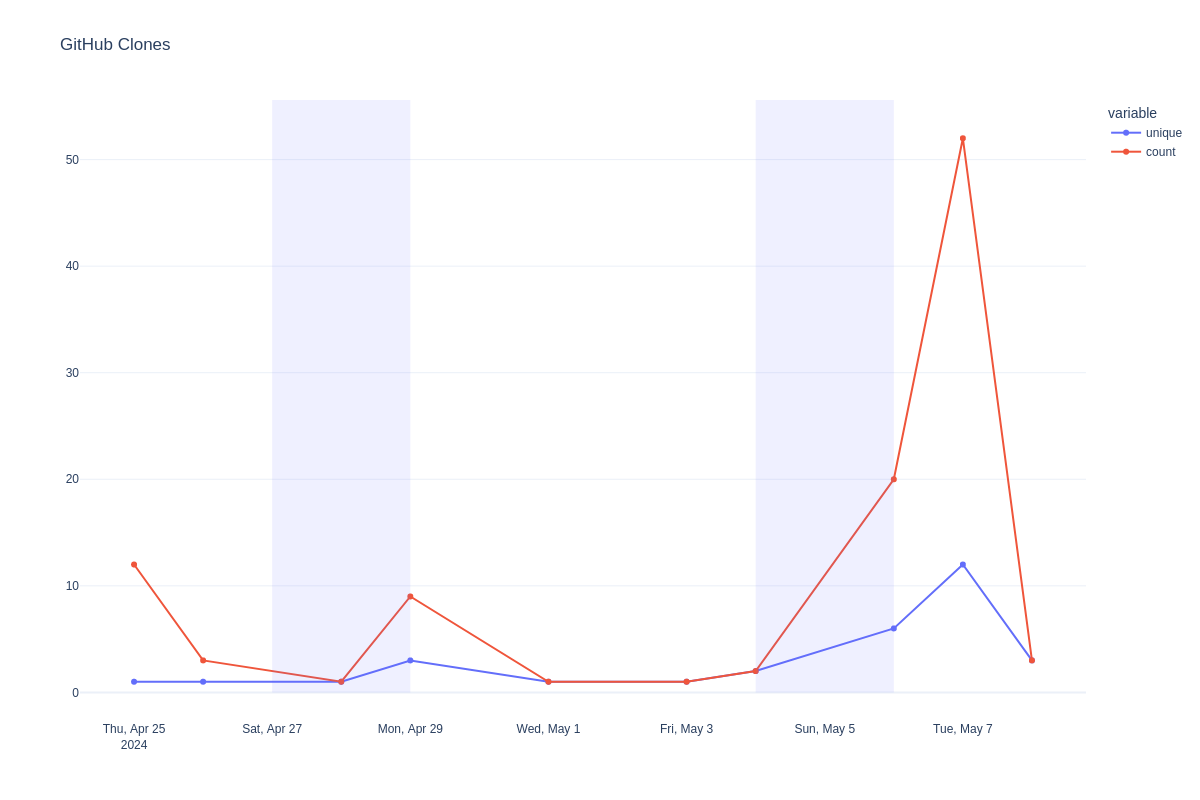 GitHub Clones
variable
unique
count
50
40
30
20
10
0
Thu, Apr 25
2024
Sat, Apr 27
Mon, Apr 29
Wed, May 1
Fri, May 3
Sun, May 5
Tue, May 7